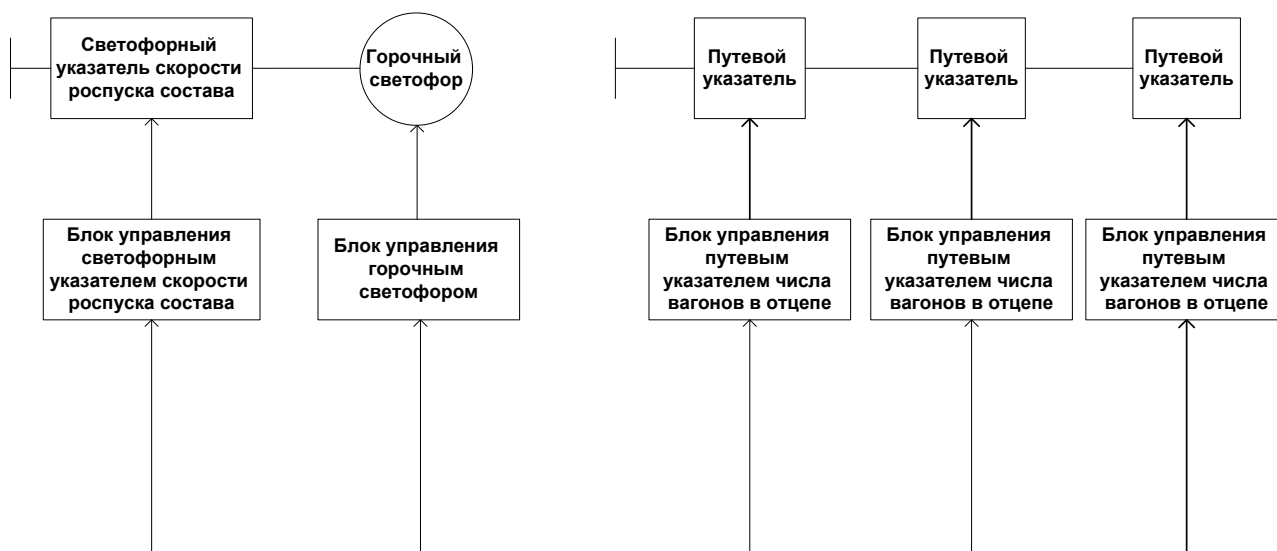 Светофорный
указатель скорости
роспуска состава
Горочный
светофор
Путевой
указатель
Путевой
указатель
Путевой
указатель
Блок управления
светофорным
указателем скорости
роспуска состава
Блок управления
горочным
светофором
Блок управления
путевым
указателем числа
вагонов в отцепе
Блок управления
путевым
указателем числа
вагонов в отцепе
Блок управления
путевым
указателем числа
вагонов в отцепе